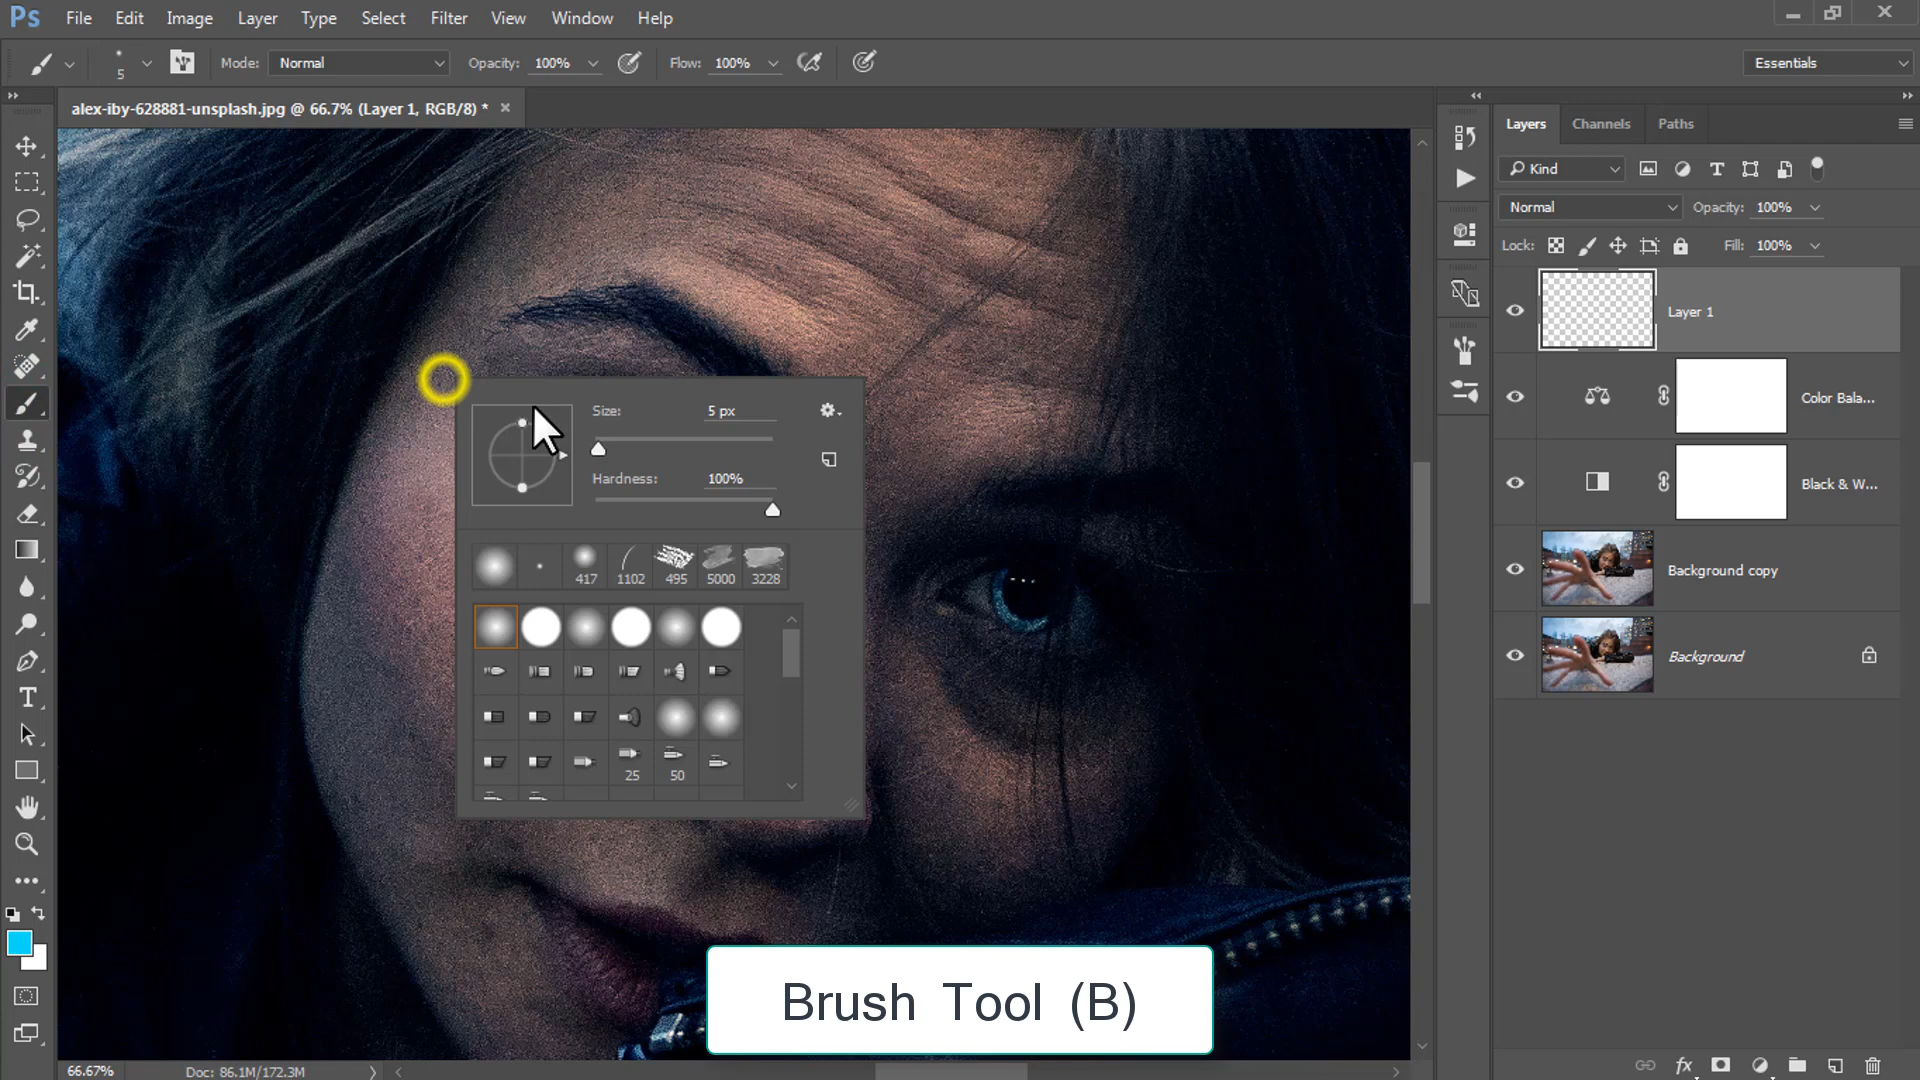 Ps File Edit Image Layer Type Select Filter View Window Help
5 Mode: Normal Opacity: 100% Flow: 100% Essentials
alex-iby-628881-unsplash.jpg @ 66.7% (Layer 1, RGB/8) * ×
Layers Channels Paths
Kind T
Normal Opacity: 100%
Lock: Fill: 100%
Layer 1
Color Bala...
Black & W...
Background copy
Background
Size: 5 px
Hardness: 100%
417 1102 495 5000 3228
25 50
T
Brush Tool (B)
66.67% Doc: 86.1M/172.3M
fx